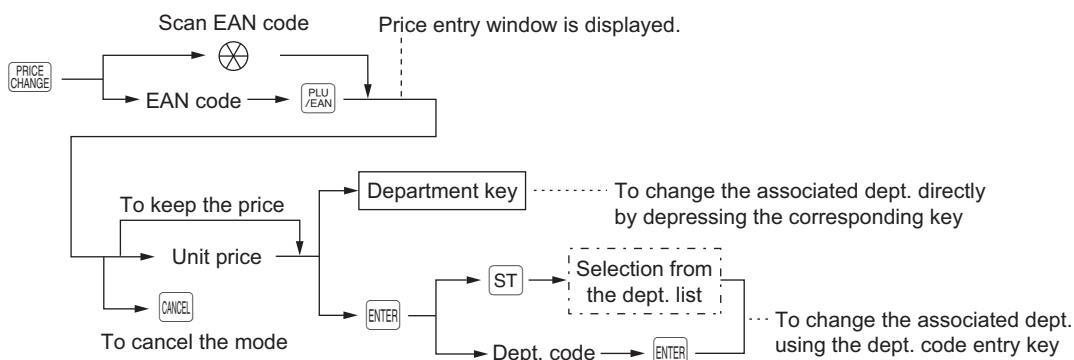 Scan EAN code
Price entry window is displayed.
PRICE
CHANGE
EAN code
PLU
/EAN
To keep the price
Unit price
Department key
To change the associated dept. directly
by depressing the corresponding key
CANCEL
To cancel the mode
ENTER
ST
Selection from
the dept. list
Dept. code
ENTER
To change the associated dept.
using the dept. code entry key